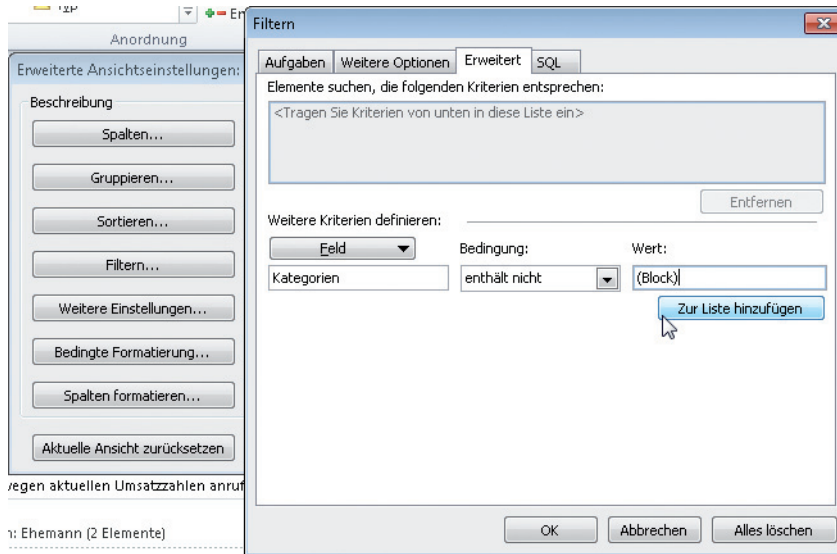 Typ
Anordnung
Erweiterte Ansichtseinstellungen:
Beschreibung
Spalten...
Gruppieren...
Sortieren...
Filtern...
Weitere Einstellungen...
Bedingte Formatierung...
Spalten formatieren...
Aktuelle Ansicht zurücksetzen
wegen aktuellen Umsatzzahlen anruf
n: Ehemann (2 Elemente)
Filtern
Aufgaben Weitere Optionen Erweitert SQL
Elemente suchen, die folgenden Kriterien entsprechen:
<Tragen Sie Kriterien von unten in diese Liste ein>
Entfernen
Weitere Kriterien definieren:
Feld Bedingung: Wert:
Kategorien enthält nicht (Block)
Zur Liste hinzufügen
OK Abbrechen Alles löschen